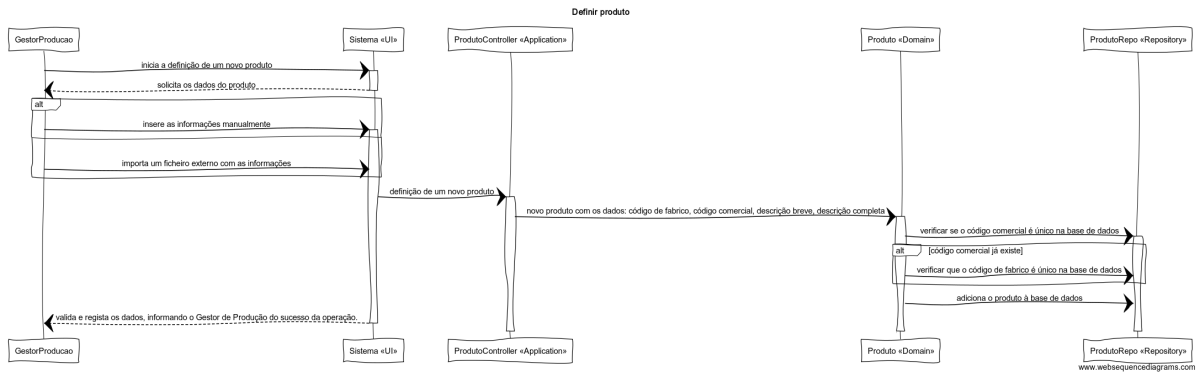 Definir produto
GestorProducao
Sistema «UI»
ProdutoController «Application»
Produto «Domain»
ProdutoRepo «Repository»
inicia a definição de um novo produto
solicita os dados do produto
alt
insere as informações manualmente
importa um ficheiro externo com as informações
definição de um novo produto
novo produto com os dados: código de fabrico, código comercial, descrição breve, descrição completa
verificar se o código comercial é único na base de dados
alt
[código comercial já existe]
verificar que o código de fabrico é único na base de dados
adiciona o produto à base de dados
valida e regista os dados, informando o Gestor de Produção do sucesso da operação.
GestorProducao
Sistema «UI»
ProdutoController «Application»
Produto «Domain»
ProdutoRepo «Repository»
www.websequencediagrams.com